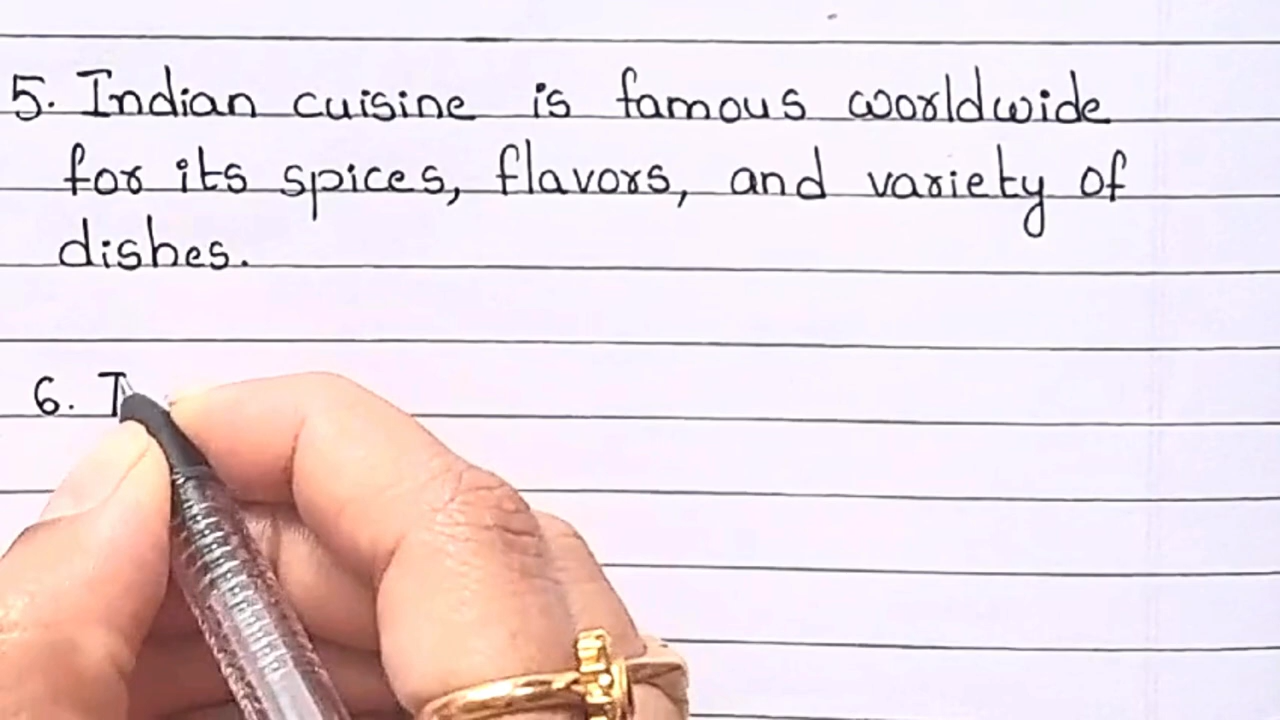 5. Indian cuisine is famous worldwide
for its spices, flavors, and variety of
dishes.
6.